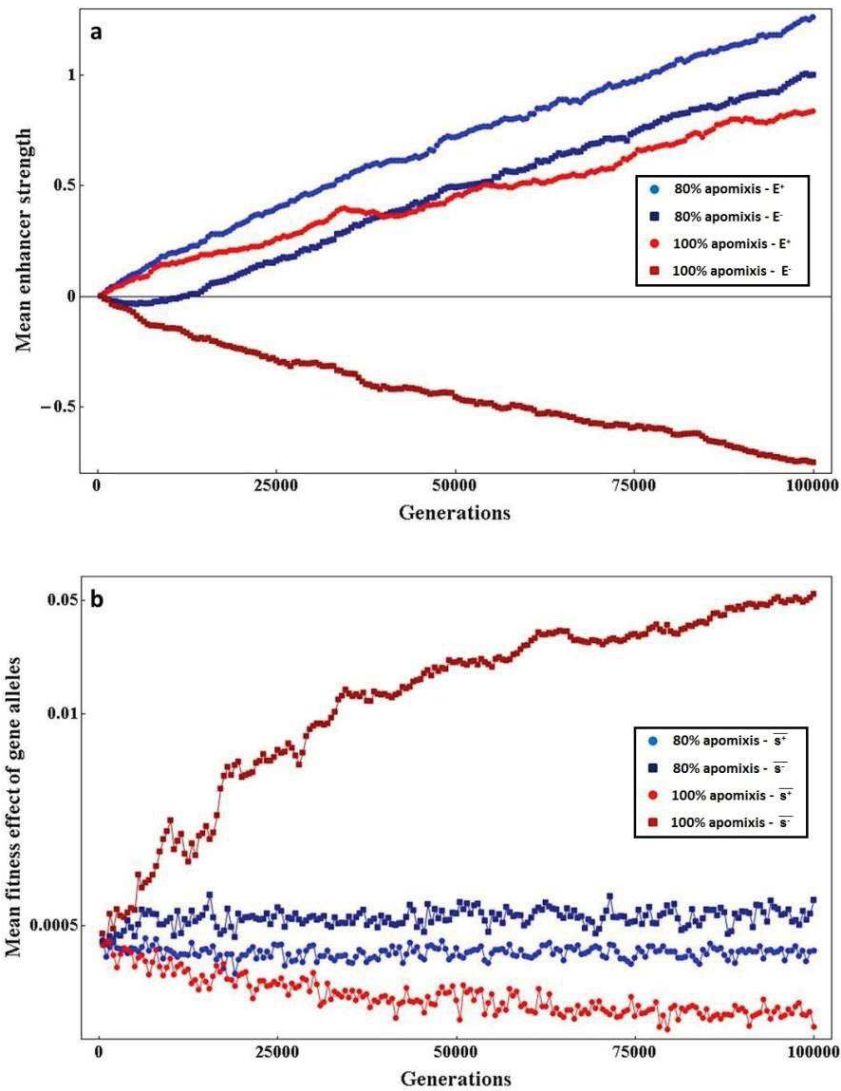 a
Mean enhancer strength
1
0.5
0
−0.5
80% apomixis - E⁺
80% apomixis - E⁻
100% apomixis - E⁺
100% apomixis - E⁻
0
25000
50000
75000
100000
Generations
b
Mean fitness effect of gene alleles
0.05
0.01
0.0005
80% apomixis - s̅⁺
80% apomixis - s̅⁻
100% apomixis - s̅⁺
100% apomixis - s̅⁻
0
25000
50000
75000
100000
Generations